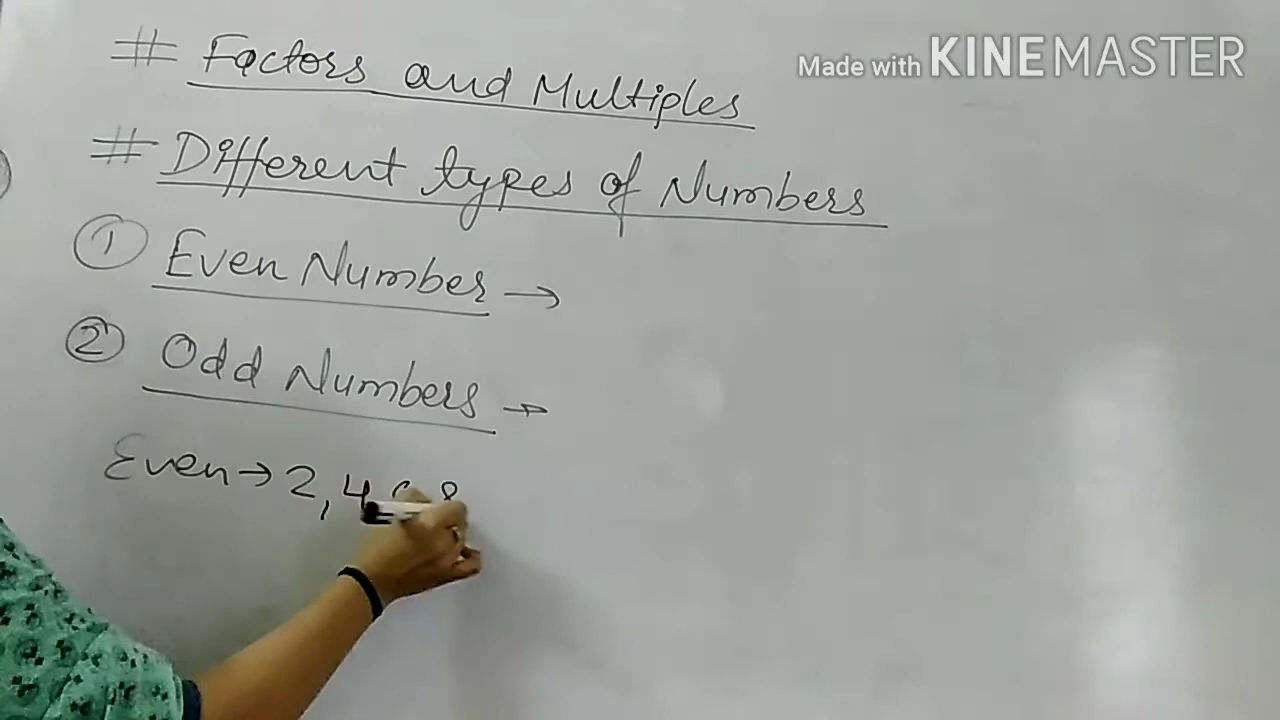 # Factors and Multiples
Made with KINEMASTER
# Different types of Numbers
① Even Number →
② Odd Numbers →
Even → 2, 4 8